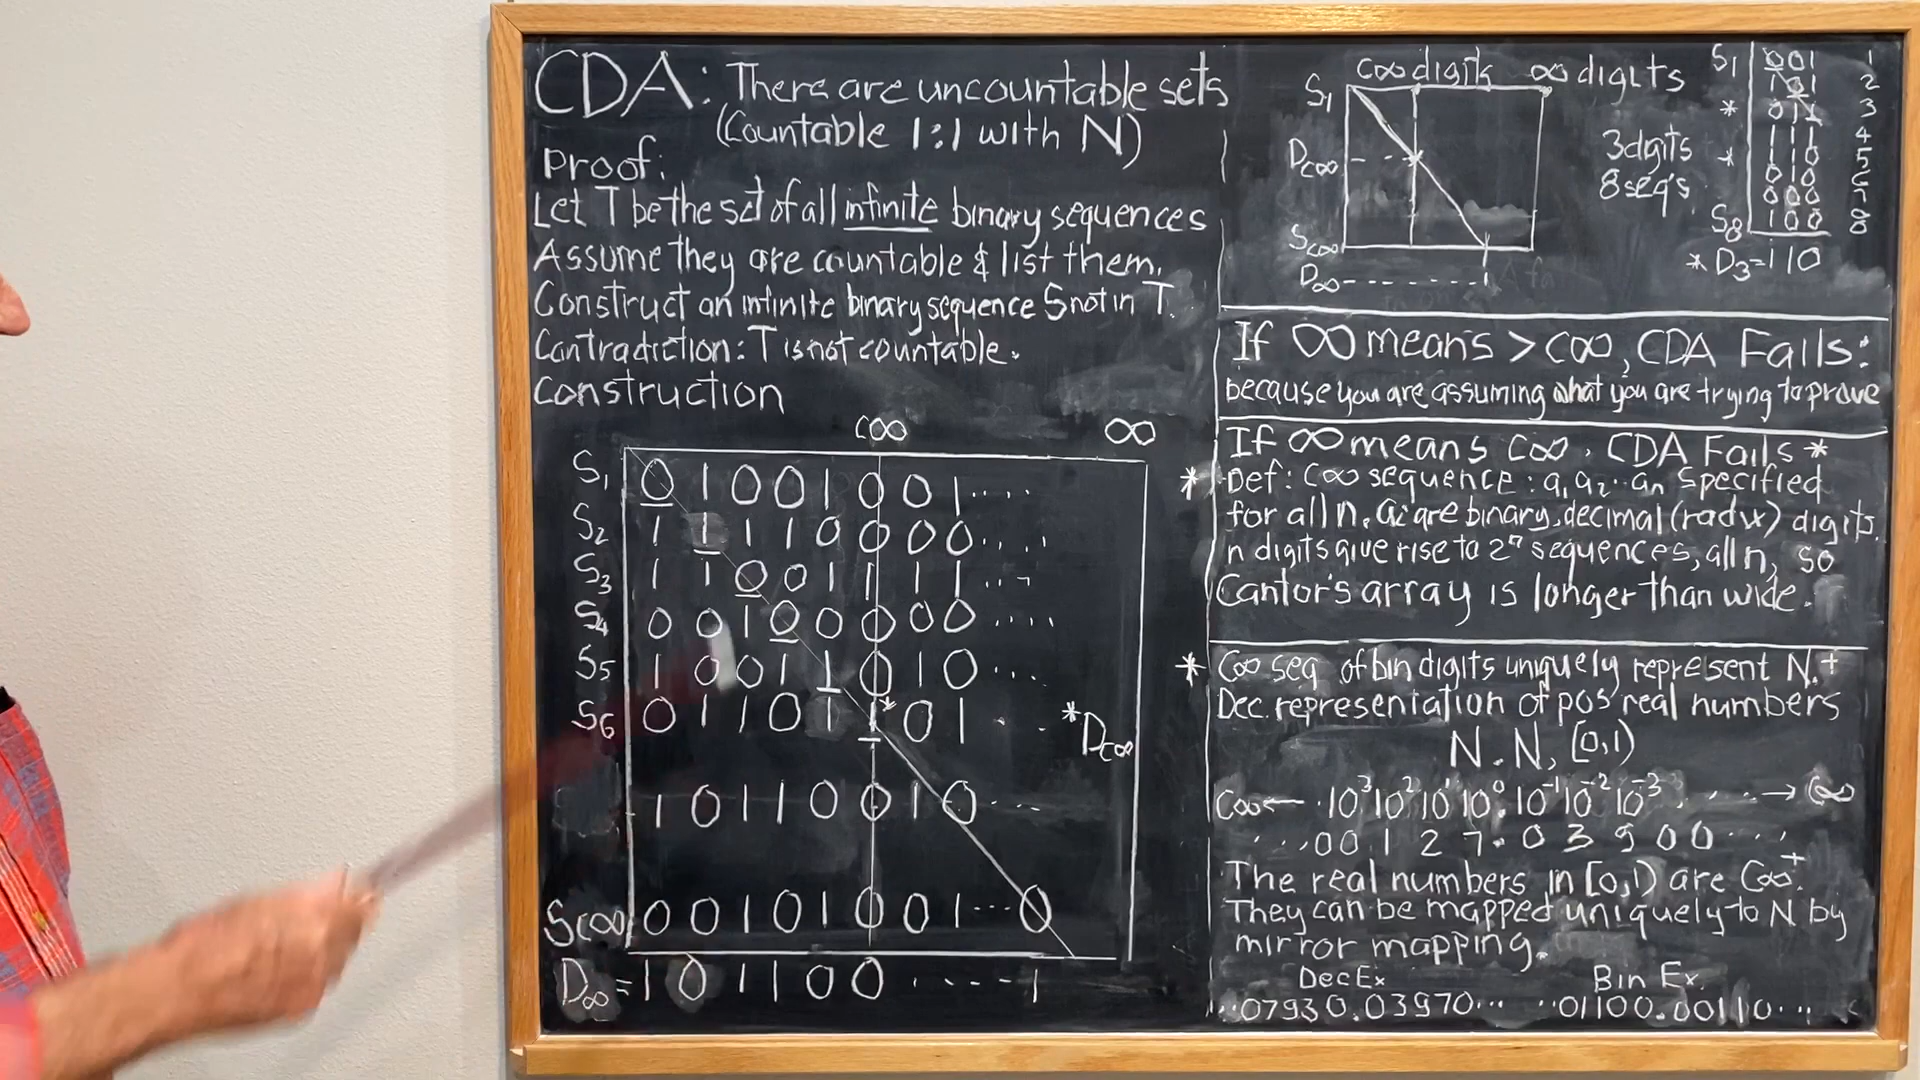 CDA: There are uncountable sets
(Countable 1:1 with N)
Proof:
Let T be the set of all infinite binary sequences
Assume they are countable & list them.
Construct an infinite binary sequence S not in T.
Contradiction: T is not countable.
Construction
C∞ ∞
S1 0 1 0 0 1 0 0 1 ....
S2 1 1 1 1 0 0 0 0 ....
S3 1 1 0 0 1 1 1 1 ...
S4 0 0 1 0 0 0 0 0 ....
S5 1 0 0 1 1 0 1 0 ...
S6 0 1 1 0 1 1* 0 1 . . *DC∞
1 0 1 1 0 0 1 0 ...
SC∞ 0 0 1 0 1 0 0 1 ... 0
D∞ = 1 0 1 1 0 0 . ... 1
C∞ digits ∞ digits
S1
DC∞
SC∞
D∞
3 digits
8 seq's
S1 001 1
101 2
* 011 3
111 4
* 110 5
010 6
000 7
S8 100 8
* D3 = 110
If ∞ means > C∞, CDA Fails:
because you are assuming what you are trying to prove
If ∞ means C∞, CDA Fails *
* Def: C∞ sequence: a1 a2 .. an specified
for all n. ai are binary, decimal (radix) digits.
n digits give rise to 2^n sequences, all n, so
Cantor's array is longer than wide.
* C∞ seq of bin digits uniquely represent N. +
Dec. representation of pos real numbers
N . N, [0,1)
C∞ ← . 10^3 10^2 10^1 10^0 . 10^-1 10^-2 10^-3 . . . . → C∞
. . . 0 0 1 2 7 . 0 3 9 0 0 . . . .
The real numbers in [0,1) are C∞+.
They can be mapped uniquely to N by
mirror mapping.
Dec Ex Bin Ex.
...07930.03970... ..01100.00110...